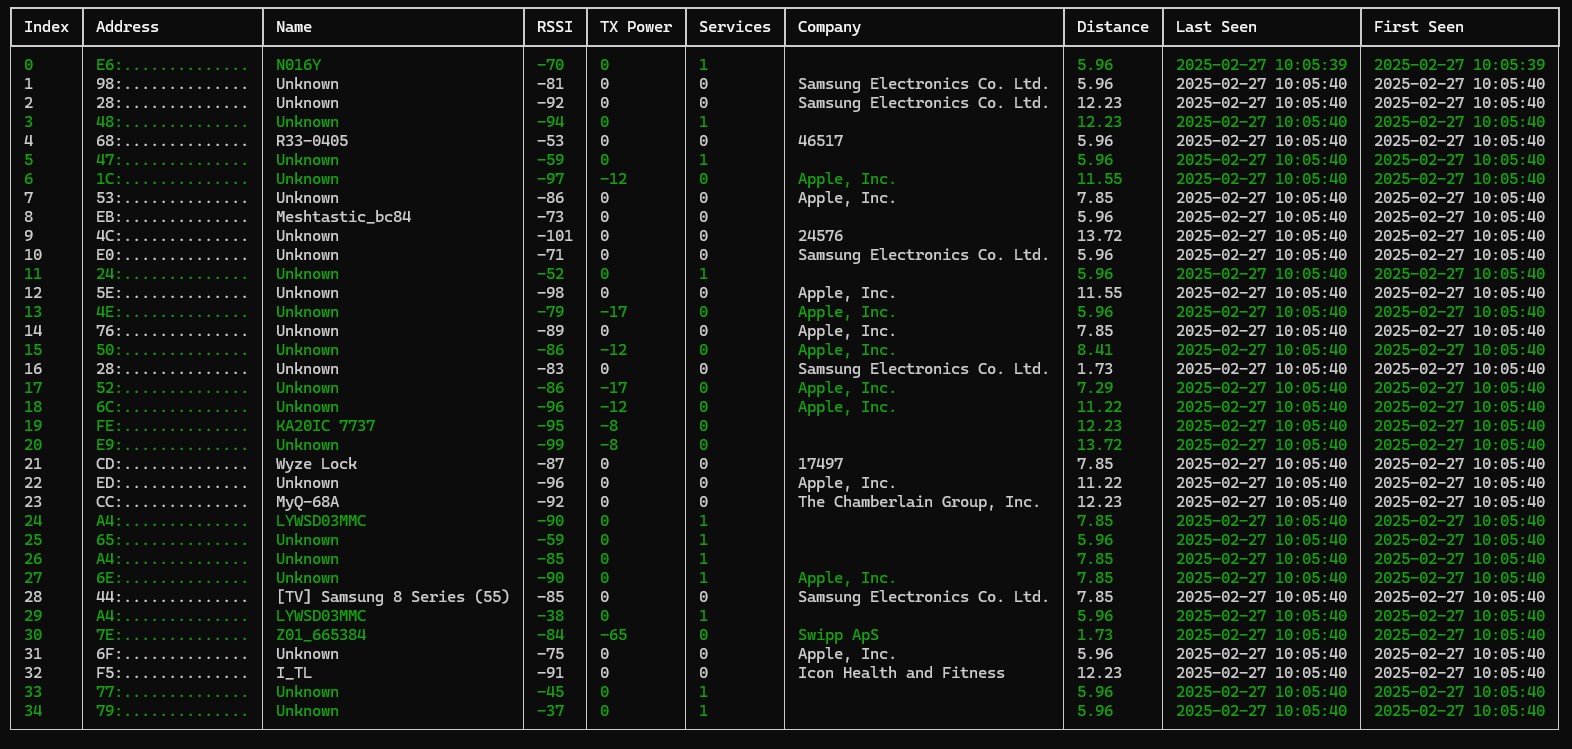 Index Address Name RSSI TX Power Services Company Distance Last Seen First Seen
0 E6:.............. N016Y -70 0 1 5.96 2025-02-27 10:05:39 2025-02-27 10:05:39
1 98:.............. Unknown -81 0 0 Samsung Electronics Co. Ltd. 5.96 2025-02-27 10:05:40 2025-02-27 10:05:40
2 28:.............. Unknown -92 0 0 Samsung Electronics Co. Ltd. 12.23 2025-02-27 10:05:40 2025-02-27 10:05:40
3 48:.............. Unknown -94 0 1 12.23 2025-02-27 10:05:40 2025-02-27 10:05:40
4 68:.............. R33-0405 -53 0 0 46517 5.96 2025-02-27 10:05:40 2025-02-27 10:05:40
5 47:.............. Unknown -59 0 1 5.96 2025-02-27 10:05:40 2025-02-27 10:05:40
6 1C:.............. Unknown -97 -12 0 Apple, Inc. 11.55 2025-02-27 10:05:40 2025-02-27 10:05:40
7 53:.............. Unknown -86 0 0 Apple, Inc. 7.85 2025-02-27 10:05:40 2025-02-27 10:05:40
8 EB:.............. Meshtastic_bc84 -73 0 0 5.96 2025-02-27 10:05:40 2025-02-27 10:05:40
9 4C:.............. Unknown -101 0 0 24576 13.72 2025-02-27 10:05:40 2025-02-27 10:05:40
10 E0:.............. Unknown -71 0 0 Samsung Electronics Co. Ltd. 5.96 2025-02-27 10:05:40 2025-02-27 10:05:40
11 24:.............. Unknown -52 0 1 5.96 2025-02-27 10:05:40 2025-02-27 10:05:40
12 5E:.............. Unknown -98 0 0 Apple, Inc. 11.55 2025-02-27 10:05:40 2025-02-27 10:05:40
13 4E:.............. Unknown -79 -17 0 Apple, Inc. 5.96 2025-02-27 10:05:40 2025-02-27 10:05:40
14 76:.............. Unknown -89 0 0 Apple, Inc. 7.85 2025-02-27 10:05:40 2025-02-27 10:05:40
15 50:.............. Unknown -86 -12 0 Apple, Inc. 8.41 2025-02-27 10:05:40 2025-02-27 10:05:40
16 28:.............. Unknown -83 0 0 Samsung Electronics Co. Ltd. 1.73 2025-02-27 10:05:40 2025-02-27 10:05:40
17 52:.............. Unknown -86 -17 0 Apple, Inc. 7.29 2025-02-27 10:05:40 2025-02-27 10:05:40
18 6C:.............. Unknown -96 -12 0 Apple, Inc. 11.22 2025-02-27 10:05:40 2025-02-27 10:05:40
19 FE:.............. KA20IC 7737 -95 -8 0 12.23 2025-02-27 10:05:40 2025-02-27 10:05:40
20 E9:.............. Unknown -99 -8 0 13.72 2025-02-27 10:05:40 2025-02-27 10:05:40
21 CD:.............. Wyze Lock -87 0 0 17497 7.85 2025-02-27 10:05:40 2025-02-27 10:05:40
22 ED:.............. Unknown -96 0 0 Apple, Inc. 11.22 2025-02-27 10:05:40 2025-02-27 10:05:40
23 CC:.............. MyQ-68A -92 0 0 The Chamberlain Group, Inc. 12.23 2025-02-27 10:05:40 2025-02-27 10:05:40
24 A4:.............. LYWSD03MMC -90 0 1 7.85 2025-02-27 10:05:40 2025-02-27 10:05:40
25 65:.............. Unknown -59 0 1 5.96 2025-02-27 10:05:40 2025-02-27 10:05:40
26 A4:.............. Unknown -85 0 1 7.85 2025-02-27 10:05:40 2025-02-27 10:05:40
27 6E:.............. Unknown -90 0 1 Apple, Inc. 7.85 2025-02-27 10:05:40 2025-02-27 10:05:40
28 44:.............. [TV] Samsung 8 Series (55) -85 0 0 Samsung Electronics Co. Ltd. 7.85 2025-02-27 10:05:40 2025-02-27 10:05:40
29 A4:.............. LYWSD03MMC -38 0 1 5.96 2025-02-27 10:05:40 2025-02-27 10:05:40
30 7E:.............. Z01_665384 -84 -65 0 Swipp ApS 1.73 2025-02-27 10:05:40 2025-02-27 10:05:40
31 6F:.............. Unknown -75 0 0 Apple, Inc. 5.96 2025-02-27 10:05:40 2025-02-27 10:05:40
32 F5:.............. I_TL -91 0 0 Icon Health and Fitness 12.23 2025-02-27 10:05:40 2025-02-27 10:05:40
33 77:.............. Unknown -45 0 1 5.96 2025-02-27 10:05:40 2025-02-27 10:05:40
34 79:.............. Unknown -37 0 1 5.96 2025-02-27 10:05:40 2025-02-27 10:05:40